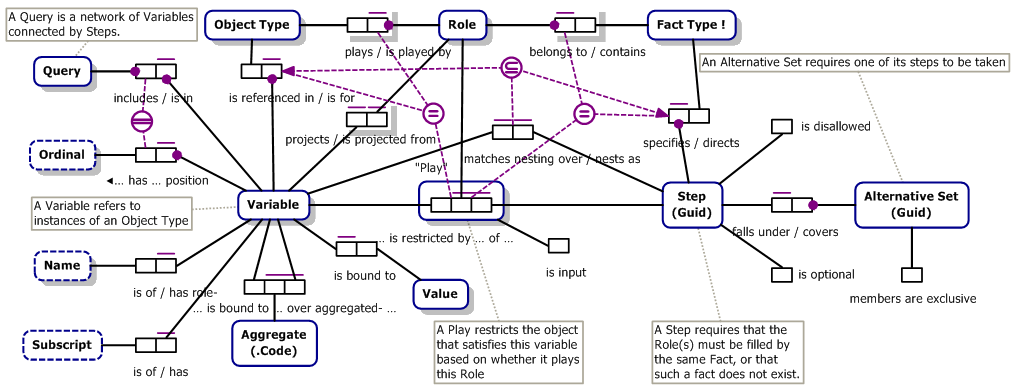 A Query is a network of Variables
connected by Steps.
Object Type
Role
Fact Type !
plays / is played by
belongs to / contains
An Alternative Set requires one of its steps to be taken
Query
includes / is in
is referenced in / is for
projects / is projected from
specifies / directs
is disallowed
matches nesting over / nests as
"Play"
Ordinal
◄... has ... position
A Variable refers to
instances of an Object Type
Variable
Step
(Guid)
Alternative Set
(Guid)
falls under / covers
... is restricted by ... of ...
is input
is optional
members are exclusive
Name
is of / has role-
is bound to
Value
... is bound to ... over aggregated- ...
Aggregate
(.Code)
Subscript
is of / has
A Play restricts the object
that satisfies this variable
based on whether it plays
this Role
A Step requires that the
Role(s) must be filled by
the same Fact, or that
such a fact does not exist.